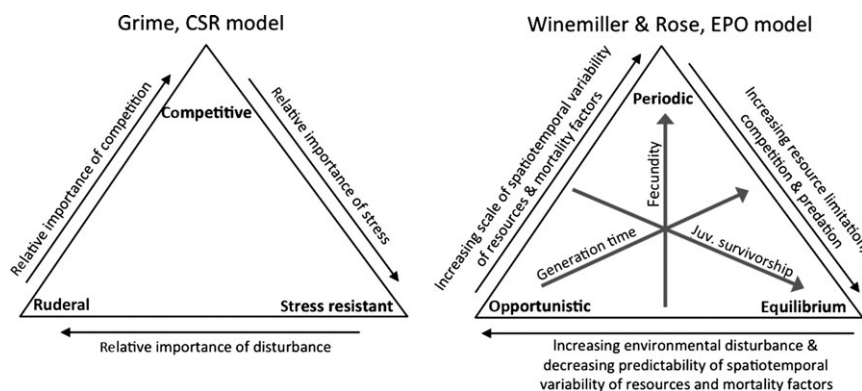 Grime, CSR model
Relative importance of competition
Competitive
Relative importance of stress
Ruderal
Stress resistant
Relative importance of disturbance
Winemiller & Rose, EPO model
Increasing scale of spatiotemporal variability
of resources & mortality factors
Periodic
Fecundity
Increasing resource limitation,
competition & predation
Generation time
Juv. survivorship
Opportunistic
Equilibrium
Increasing environmental disturbance &
decreasing predictability of spatiotemporal
variability of resources and mortality factors